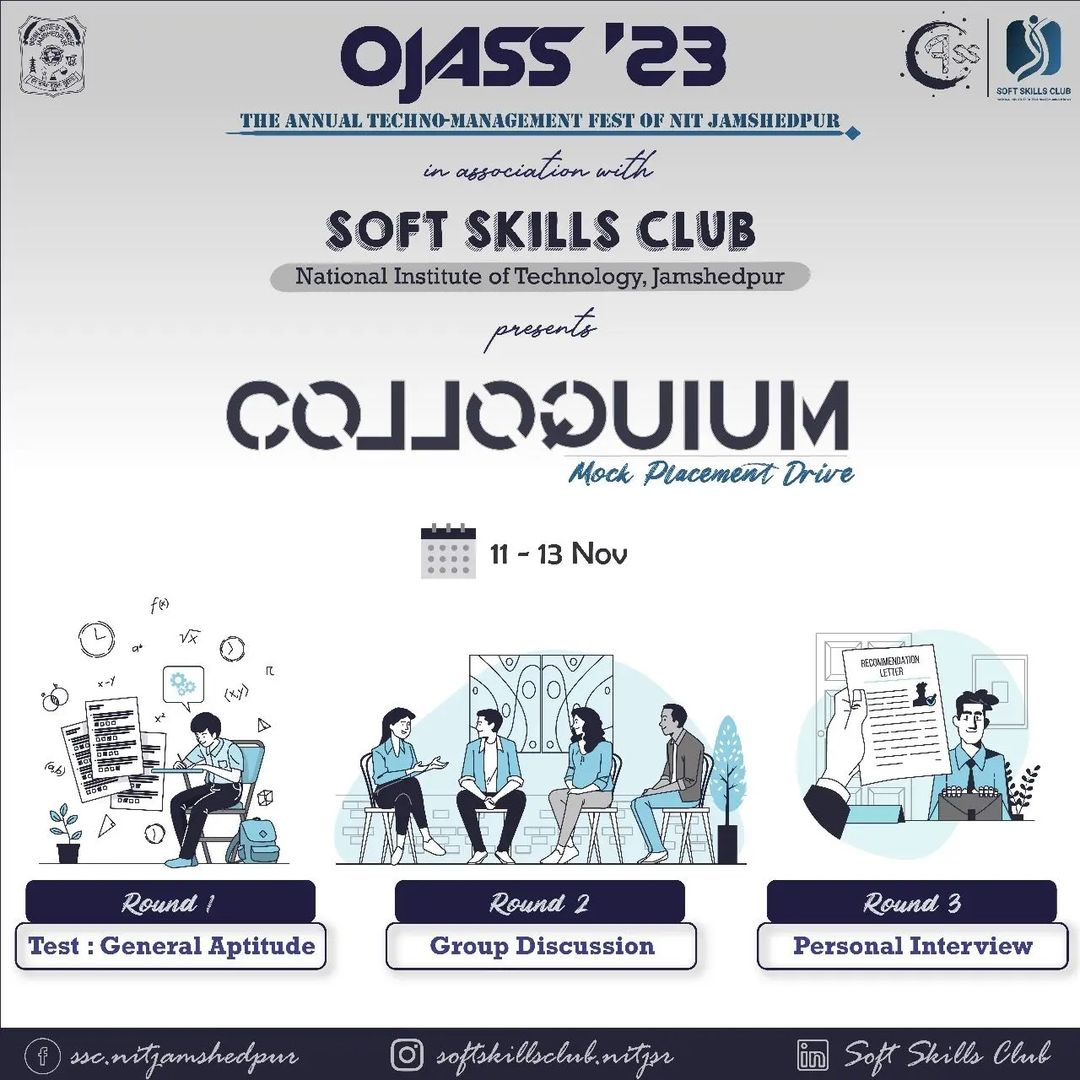 OJASS '23
SOFT SKILLS CLUB
THE ANNUAL TECHNO-MANAGEMENT FEST OF NIT JAMSHEDPUR
in association with
SOFT SKILLS CLUB
National Institute of Technology, Jamshedpur
presents
COLLOQUIUM
Mock Placement Drive
11 - 13 Nov
f(x)
√x
a*
x-y
π
(x,y)
x²
(a,b)
RECOMMENDATION
LETTER
Round 1
Test : General Aptitude
Round 2
Group Discussion
Round 3
Personal Interview
ssc.nitjamshedpur
softskillsclub.nitjsr
in Soft Skills Club